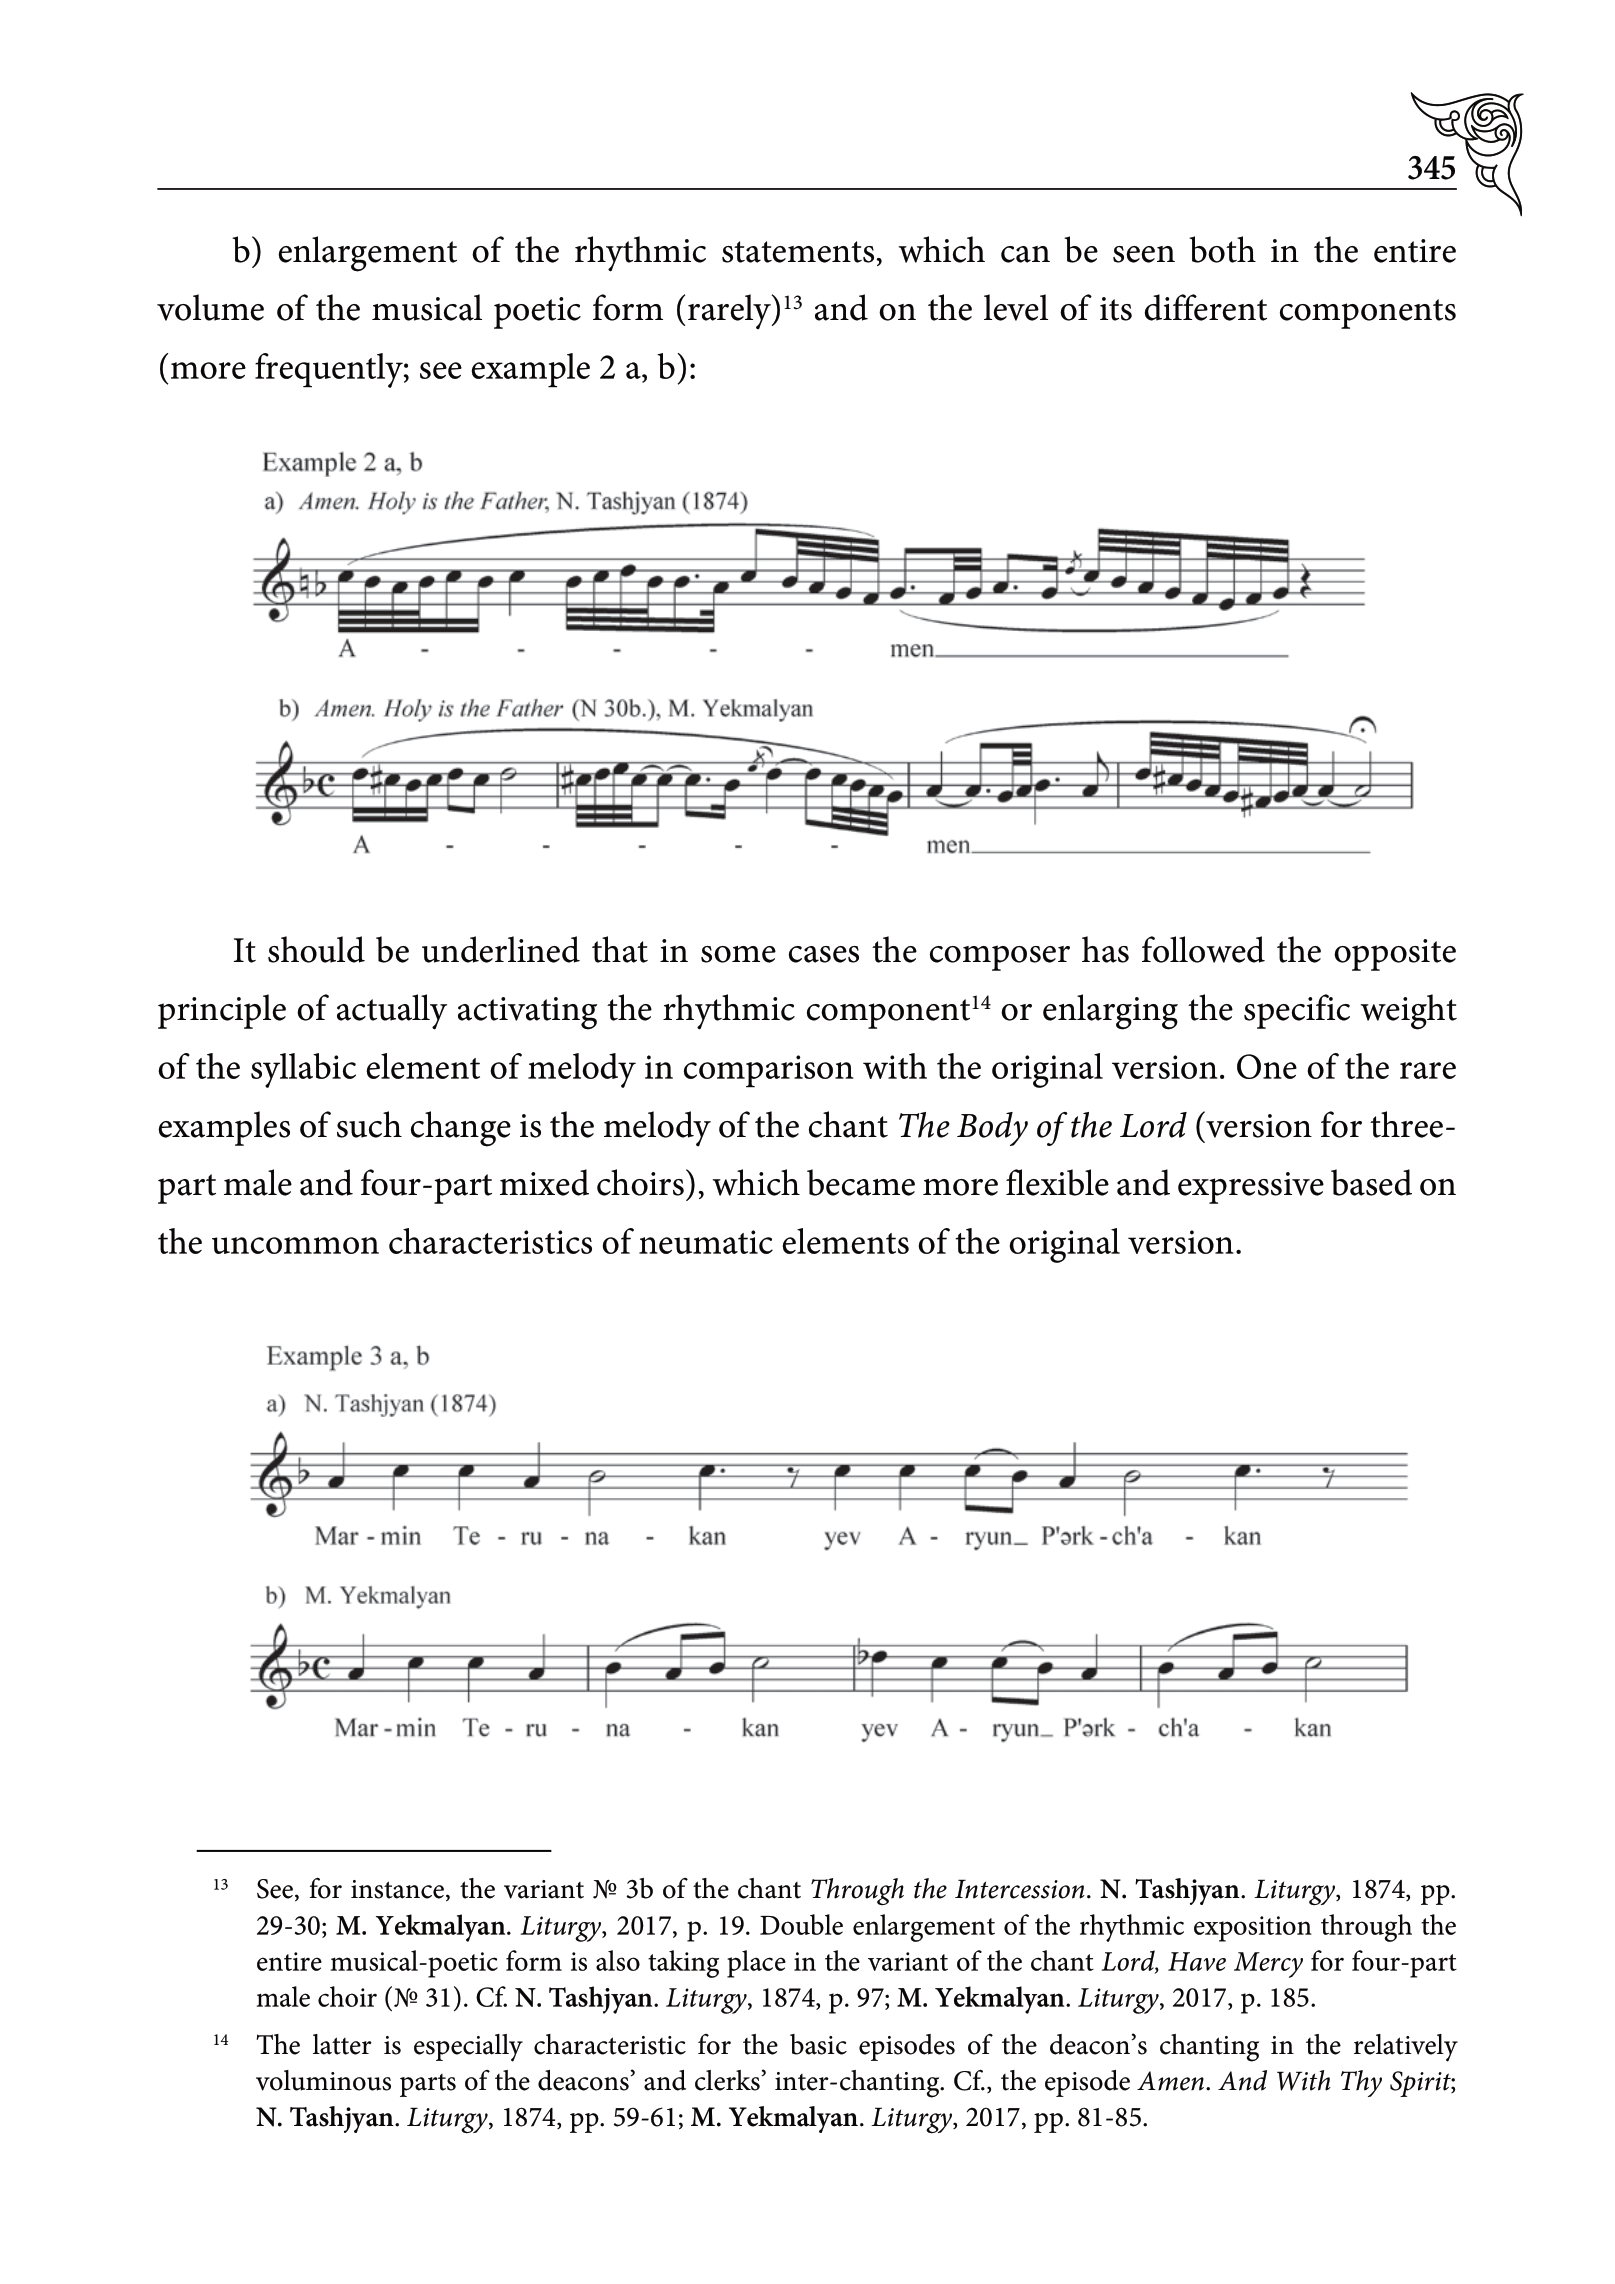 345
b) enlargement of the rhythmic statements, which can be seen both in the entire
volume of the musical poetic form (rarely)¹³ and on the level of its different components
(more frequently; see example 2 a, b):
Example 2 a, b
a) Amen. Holy is the Father, N. Tashjyan (1874)
A - - - - - men
b) Amen. Holy is the Father (N 30b.), M. Yekmalyan
A - - - - - men
It should be underlined that in some cases the composer has followed the opposite
principle of actually activating the rhythmic component¹⁴ or enlarging the specific weight
of the syllabic element of melody in comparison with the original version. One of the rare
examples of such change is the melody of the chant The Body of the Lord (version for three-
part male and four-part mixed choirs), which became more flexible and expressive based on
the uncommon characteristics of neumatic elements of the original version.
Example 3 a, b
a) N. Tashjyan (1874)
Mar - min Te - ru - na - kan yev A - ryun_ P'ərk - ch'a - kan
b) M. Yekmalyan
Mar - min Te - ru - na - kan yev A - ryun_ P'ərk - ch'a - kan
¹³ See, for instance, the variant № 3b of the chant Through the Intercession. N. Tashjyan. Liturgy, 1874, pp.
29-30; M. Yekmalyan. Liturgy, 2017, p. 19. Double enlargement of the rhythmic exposition through the
entire musical-poetic form is also taking place in the variant of the chant Lord, Have Mercy for four-part
male choir (№ 31). Cf. N. Tashjyan. Liturgy, 1874, p. 97; M. Yekmalyan. Liturgy, 2017, p. 185.
¹⁴ The latter is especially characteristic for the basic episodes of the deacon’s chanting in the relatively
voluminous parts of the deacons’ and clerks’ inter-chanting. Cf., the episode Amen. And With Thy Spirit;
N. Tashjyan. Liturgy, 1874, pp. 59-61; M. Yekmalyan. Liturgy, 2017, pp. 81-85.